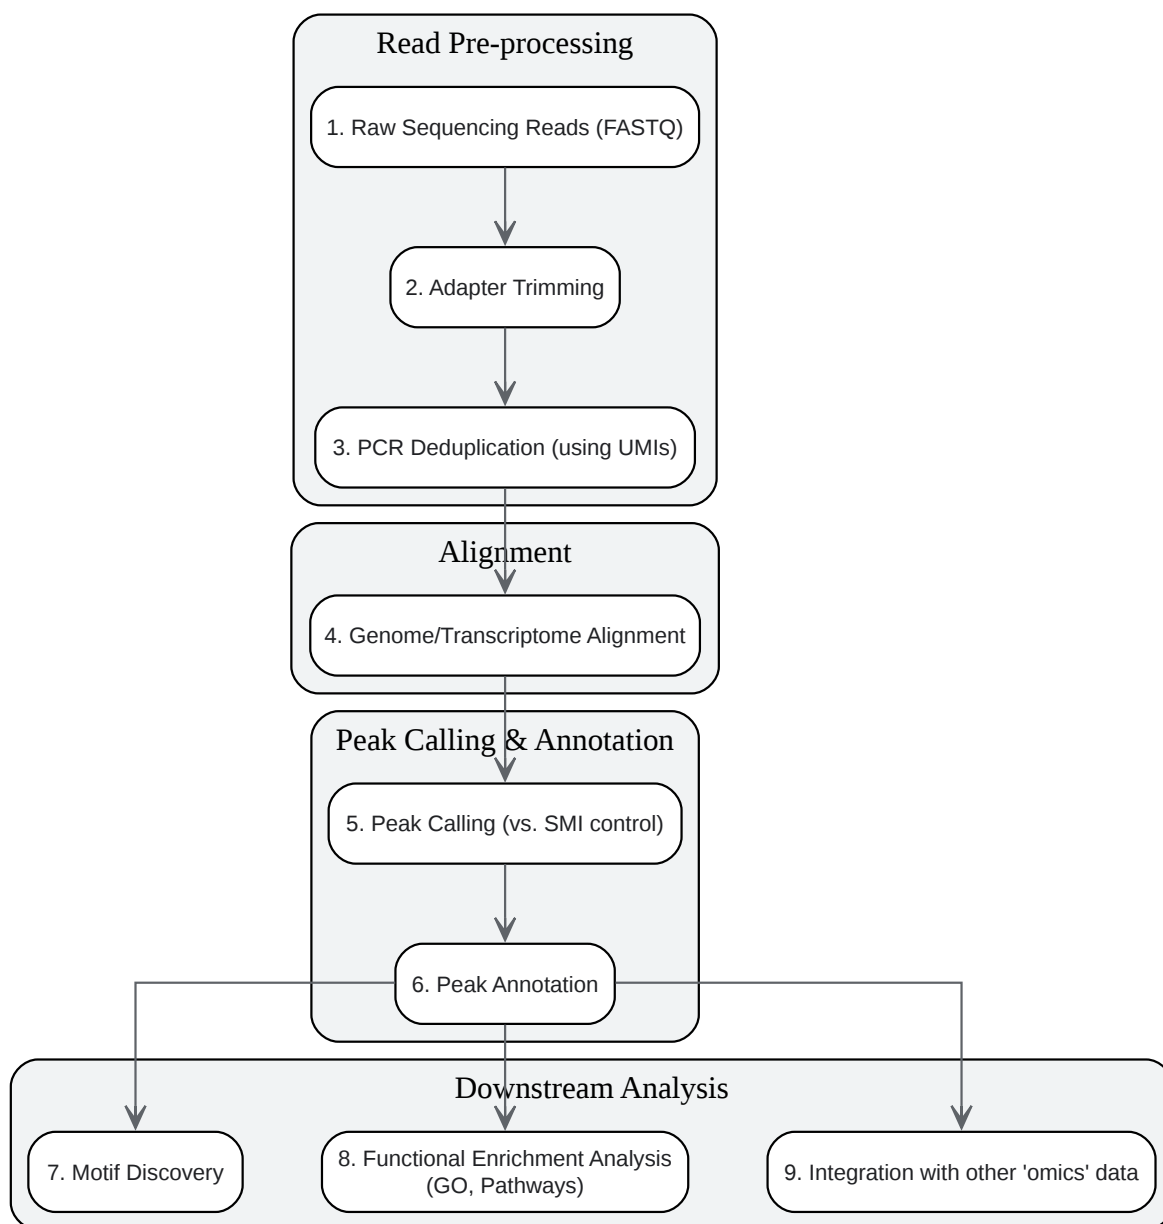 Read Pre-processing
1. Raw Sequencing Reads (FASTQ)
2. Adapter Trimming
3. PCR Deduplication (using UMIs)
Alignment
4. Genome/Transcriptome Alignment
Peak Calling & Annotation
5. Peak Calling (vs. SMI control)
6. Peak Annotation
Downstream Analysis
7. Motif Discovery
8. Functional Enrichment Analysis
(GO, Pathways)
9. Integration with other 'omics' data